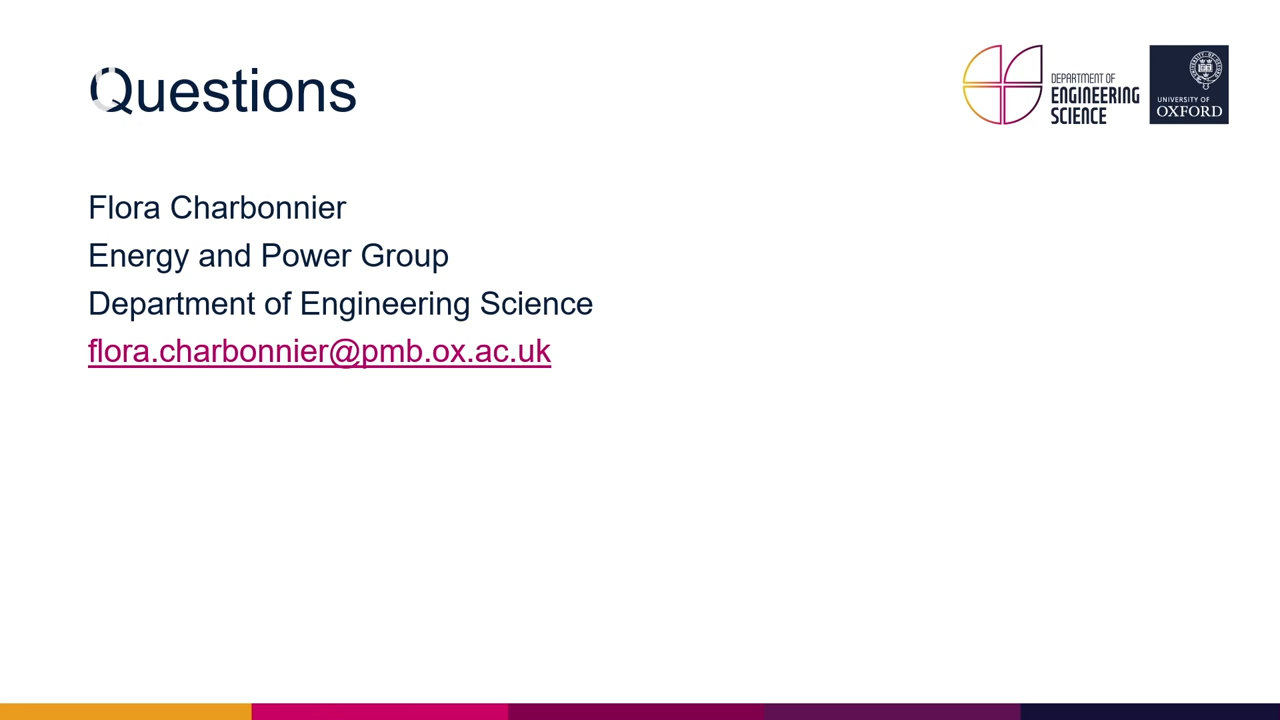 Questions
DEPARTMENT OF
ENGINEERING
SCIENCE
UNIVERSITY OF
OXFORD
Flora Charbonnier
Energy and Power Group
Department of Engineering Science
flora.charbonnier@pmb.ox.ac.uk